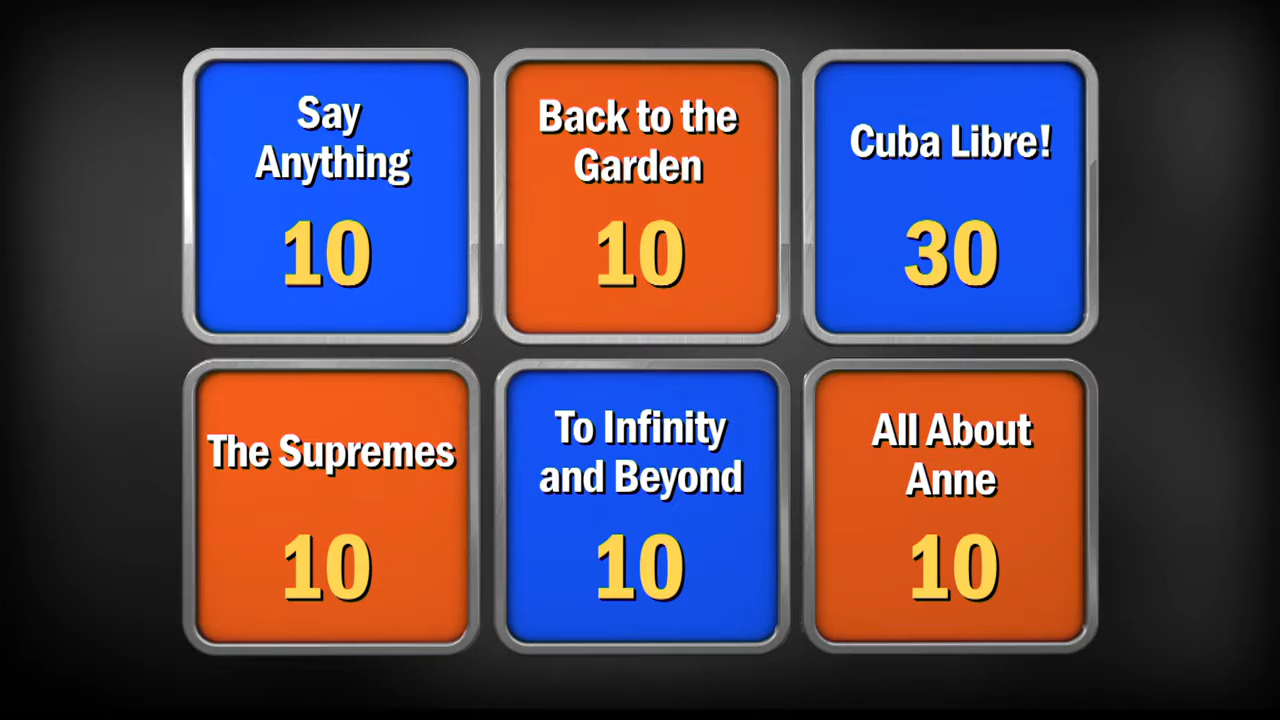 Say
Anything
10
Back to the
Garden
10
Cuba Libre!
30
The Supremes
10
To Infinity
and Beyond
10
All About
Anne
10